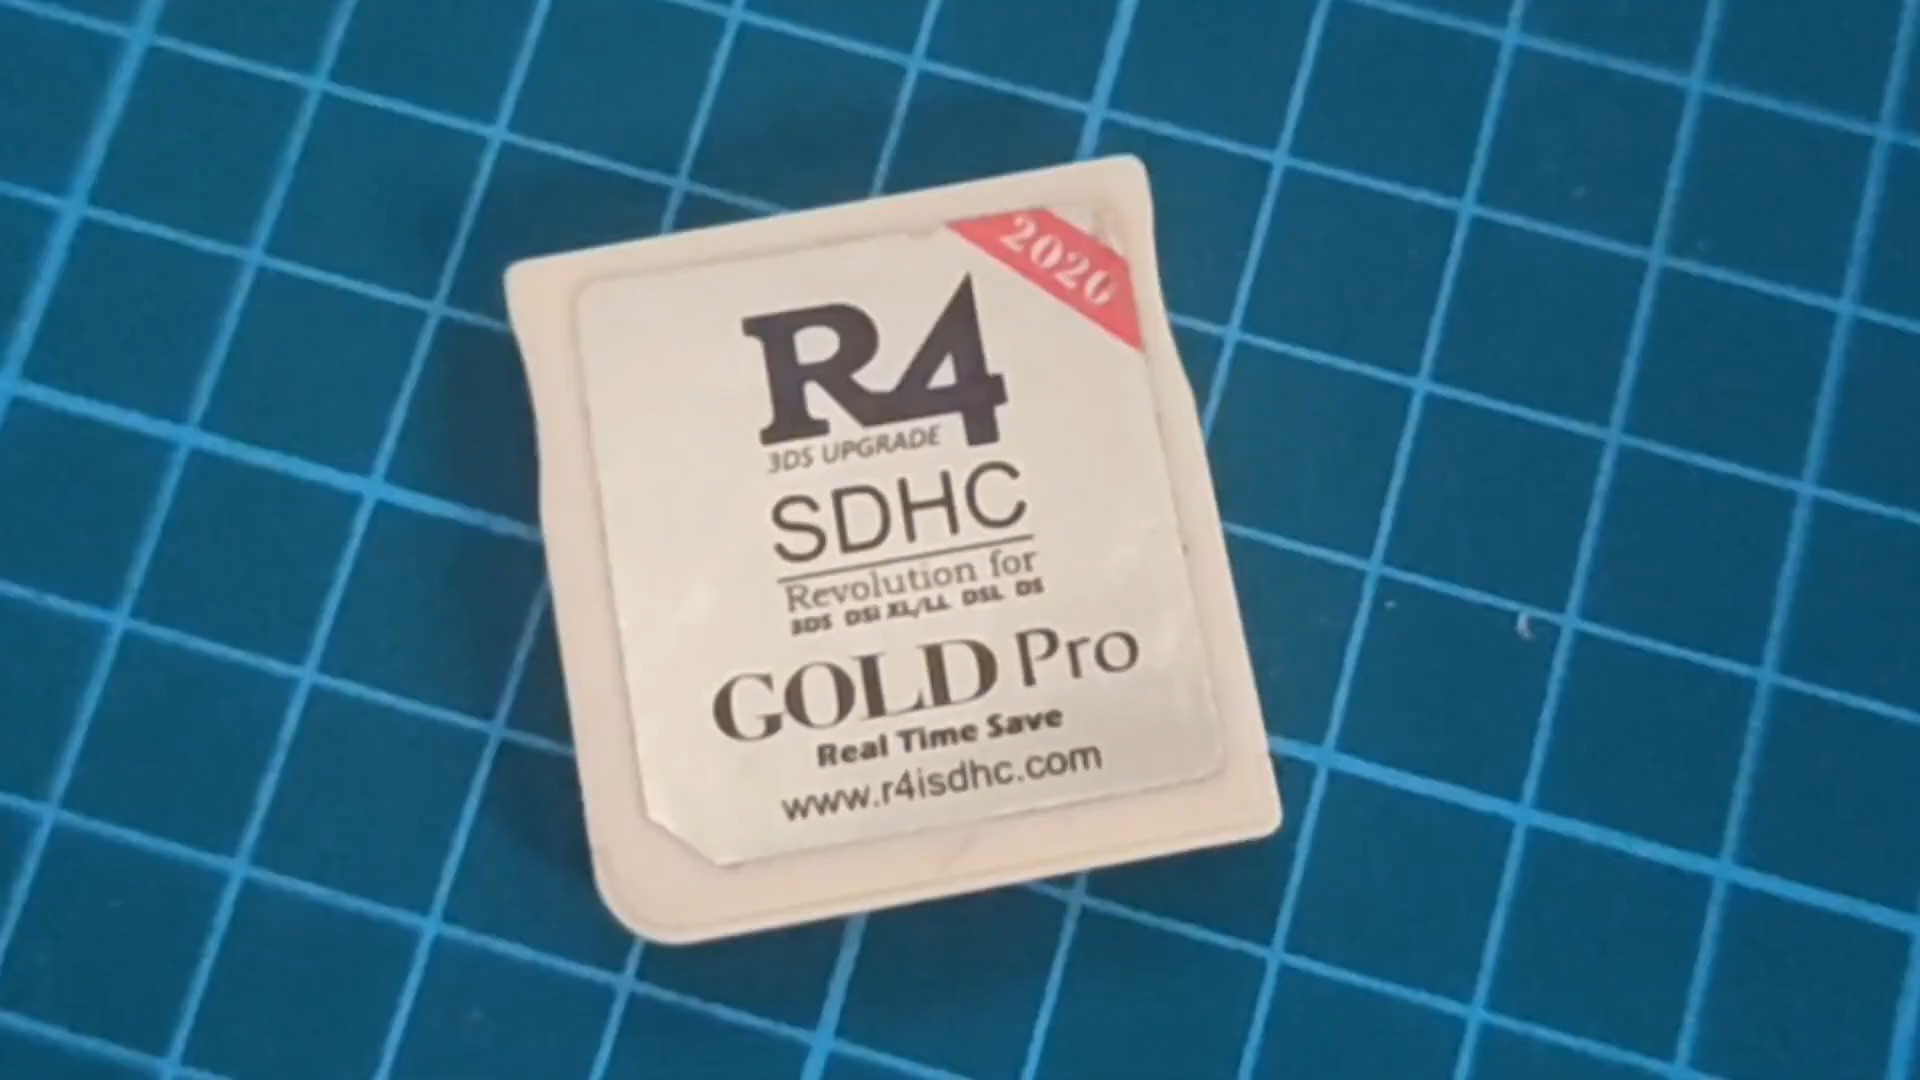 2020
R4
3DS UPGRADE
SDHC
Revolution for
3DS DSi XL/LL DSL DS
GOLD Pro
Real Time Save
www.r4isdhc.com